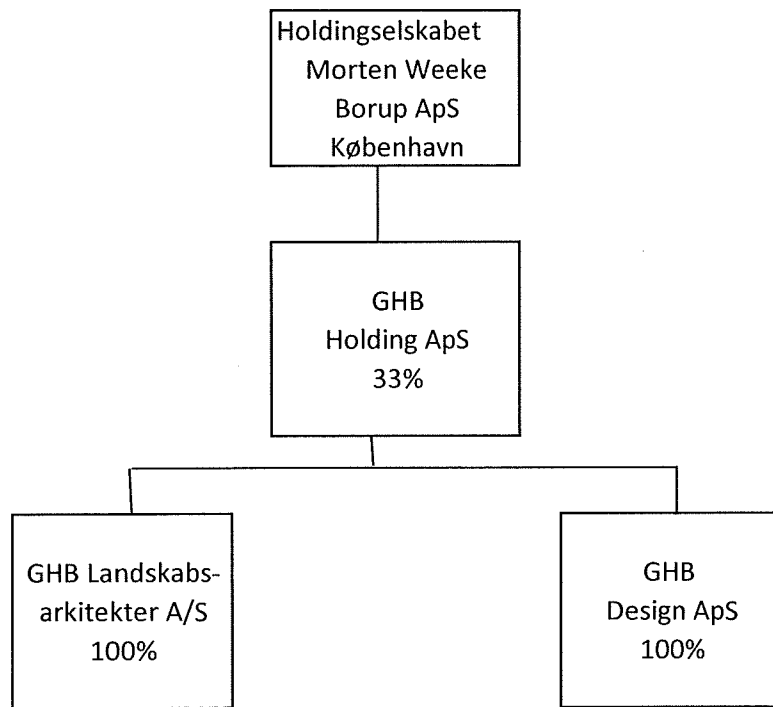 Holdingselskabet
Morten Weeke
Borup ApS
København
GHB
Holding ApS
33%
GHB Landskabs-
arkitekter A/S
100%
GHB
Design ApS
100%